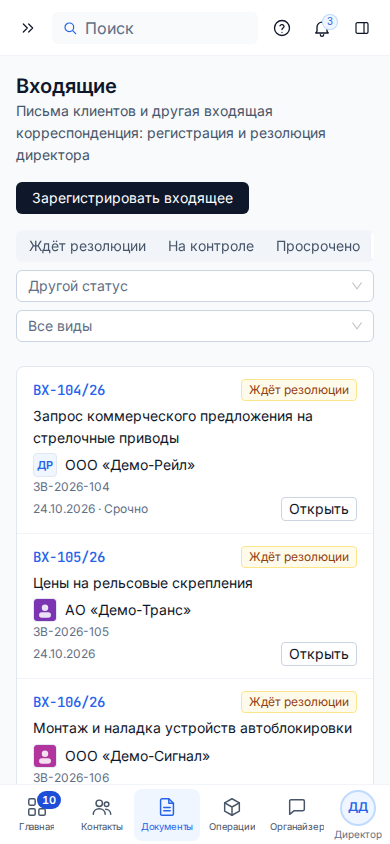 Поиск
3
Входящие
Письма клиентов и другая входящая
корреспонденция: регистрация и резолюция
директора
Зарегистрировать входящее
Ждёт резолюции На контроле Просрочено
Другой статус
Все виды
ВХ-104/26 Ждёт резолюции
Запрос коммерческого предложения на
стрелочные приводы
ДР ООО «Демо-Рейл»
ЗВ-2026-104
24.10.2026 · Срочно Открыть
ВХ-105/26 Ждёт резолюции
Цены на рельсовые скрепления
АО «Демо-Транс»
ЗВ-2026-105
24.10.2026 Открыть
ВХ-106/26 Ждёт резолюции
Монтаж и наладка устройств автоблокировки
ООО «Демо-Сигнал»
ЗВ-2026-106
10 ДД
Главная Контакты Документы Операции Органайзер Директор